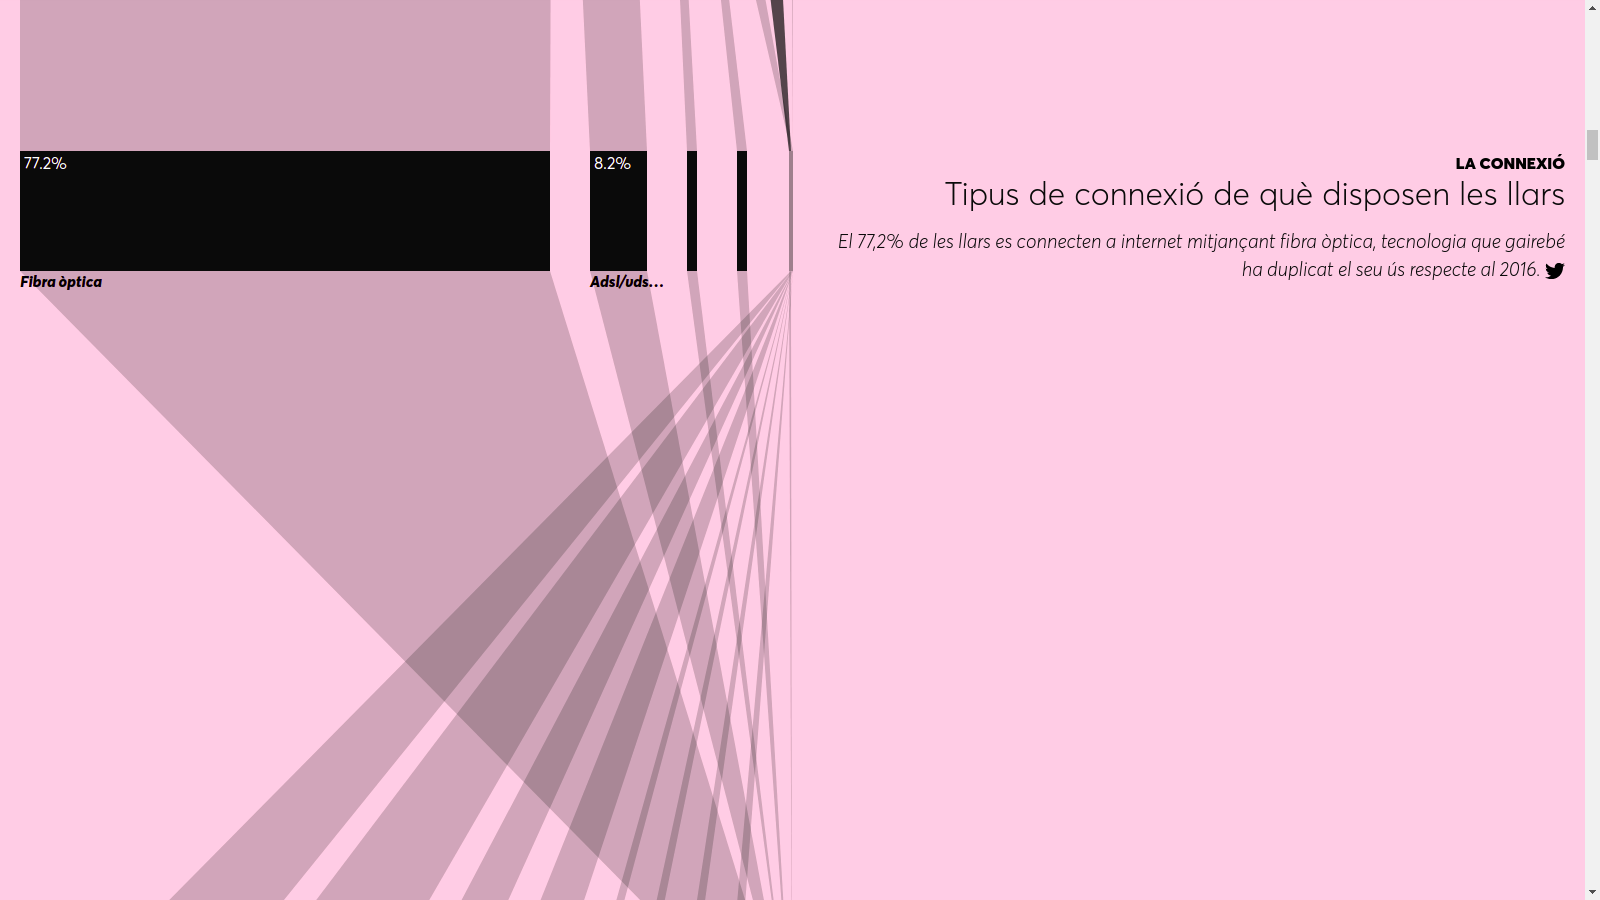 77.2%
8.2%
Fibra òptica
Adsl/vds...
LA CONNEXIÓ
Tipus de connexió de què disposen les llars
El 77,2% de les llars es connecten a internet mitjançant fibra òptica, tecnologia que gairebé
ha duplicat el seu ús respecte al 2016.